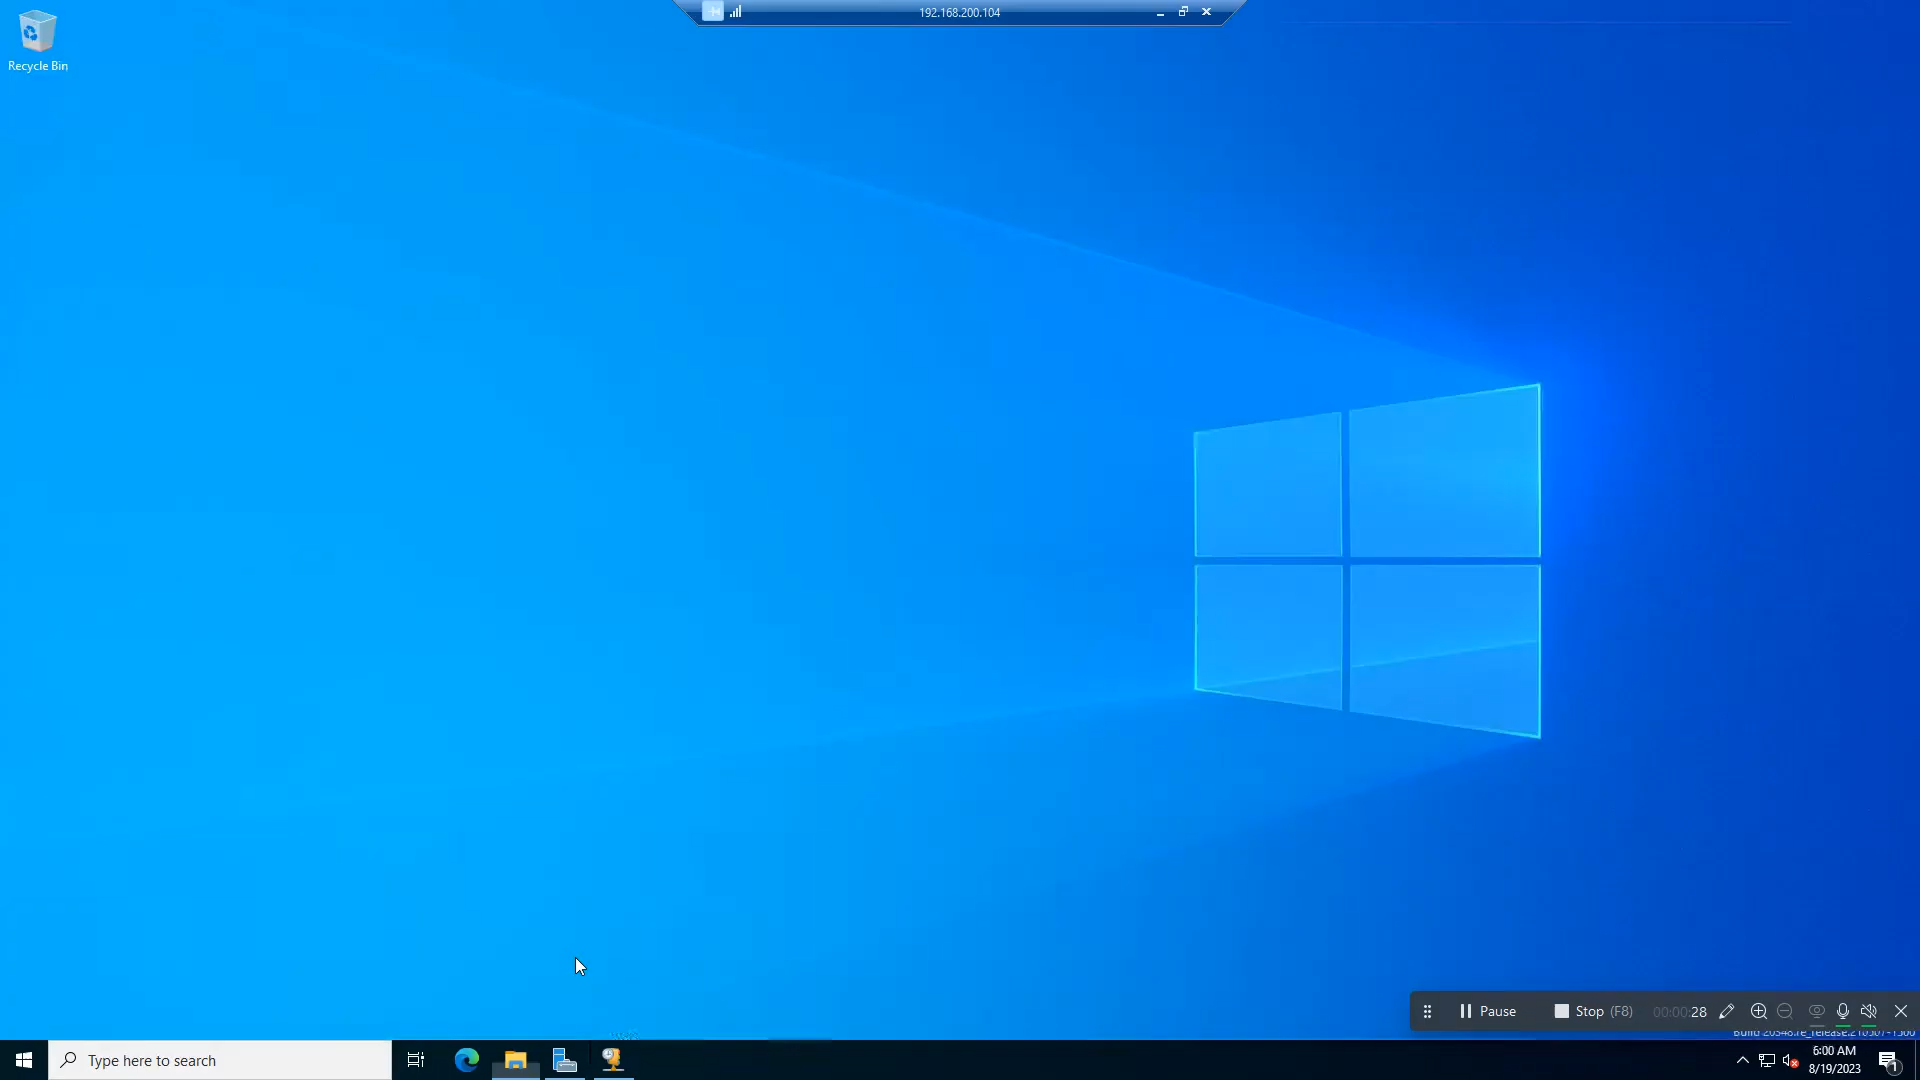 192.168.200.104
Recycle Bin
Pause
Stop (F8)
00:00:28
Type here to search
6:00 AM
8/19/2023
1